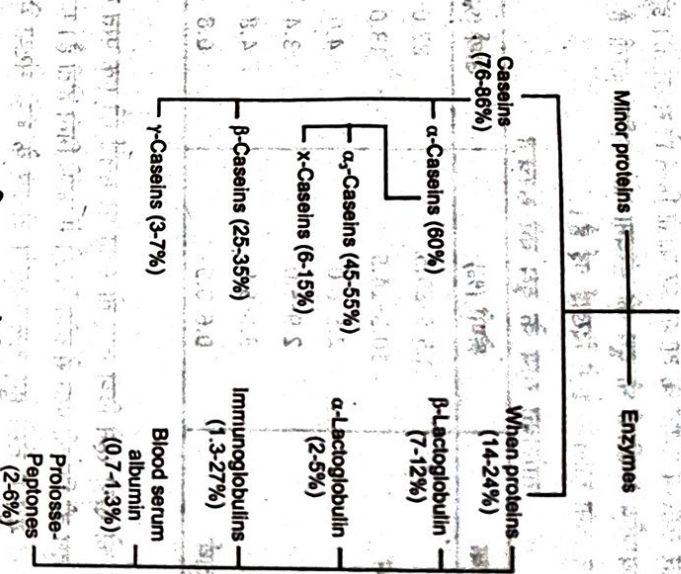 Minor proteins
Enzymes
Caseins
(76-86%)
α-Caseins (60%)
αs-Caseins (45-55%)
x-Caseins (6-15%)
β-Caseins (25-35%)
γ-Caseins (3-7%)
When proteins
(14-24%)
β-Lactoglobulin
(7-12%)
α-Lactoglobulin
(2-5%)
Immunoglobulins
(1.3-27%)
Blood serum
albumin
(0.7-1.3%)
Prolosse-
Peptones
(2-6%)